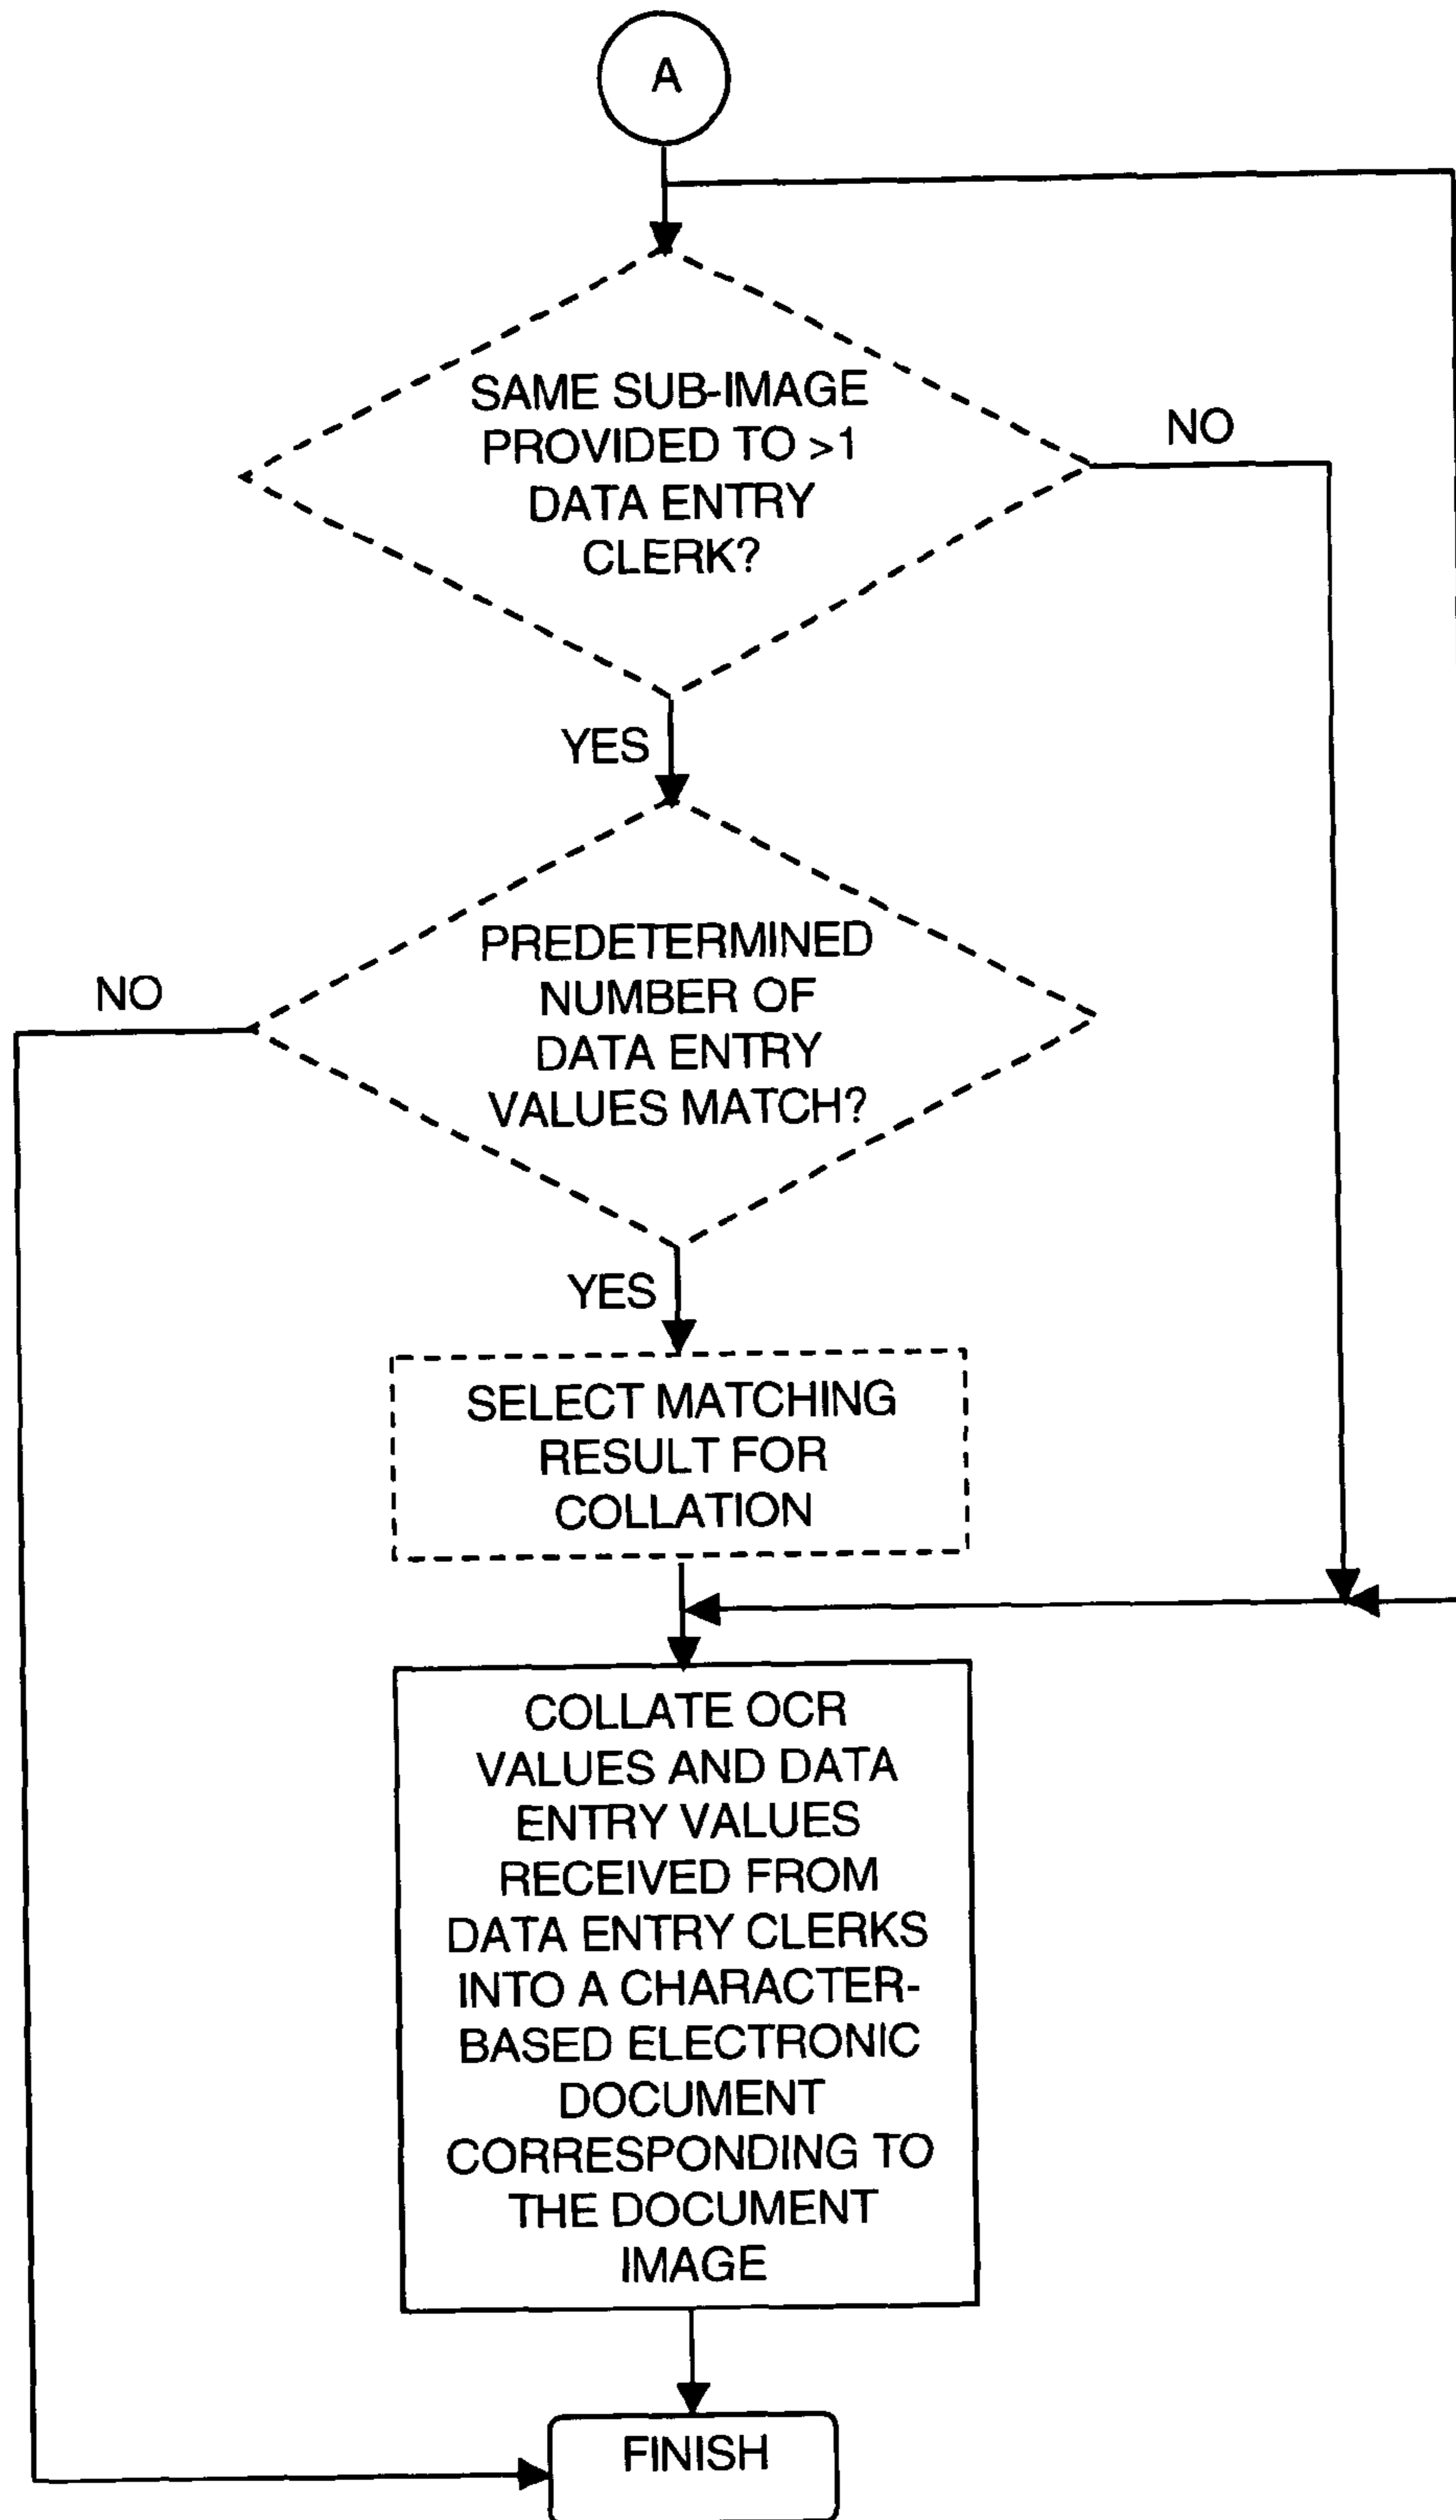 A
SAME SUB-IMAGE
PROVIDED TO >1
DATA ENTRY
CLERK?
NO
YES
PREDETERMINED
NUMBER OF
DATA ENTRY
VALUES MATCH?
NO
YES
SELECT MATCHING
RESULT FOR
COLLATION
COLLATE OCR
VALUES AND DATA
ENTRY VALUES
RECEIVED FROM
DATA ENTRY CLERKS
INTO A CHARACTER-
BASED ELECTRONIC
DOCUMENT
CORRESPONDING TO
THE DOCUMENT
IMAGE
FINISH